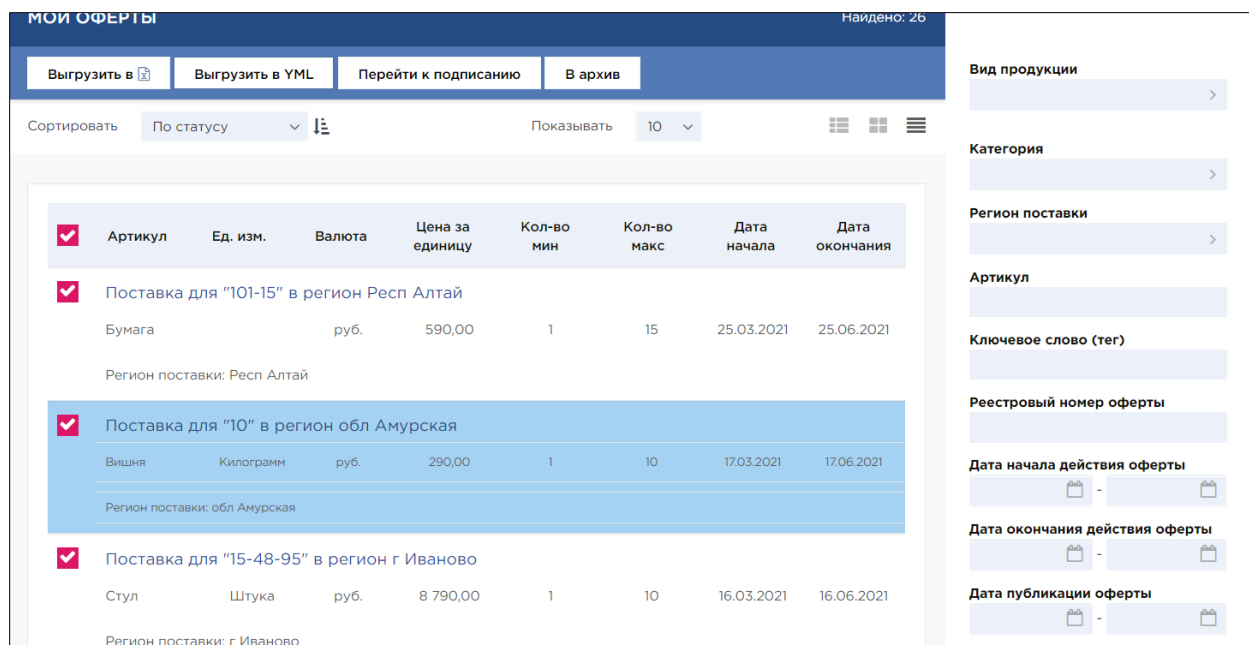 МОИ ОФЕРТЫ
Найдено: 26
Выгрузить в
Выгрузить в YML
Перейти к подписанию
В архив
Сортировать
По статусу
Показывать
10
Артикул
Ед. изм.
Валюта
Цена за единицу
Кол-во мин
Кол-во макс
Дата начала
Дата окончания
Поставка для "101-15" в регион Респ Алтай
Бумага руб. 590,00 1 15 25.03.2021 25.06.2021
Регион поставки: Респ Алтай
Поставка для "10" в регион обл Амурская
Вишня Килограмм руб. 290,00 1 10 17.03.2021 17.06.2021
Регион поставки: обл Амурская
Поставка для "15-48-95" в регион г Иваново
Стул Штука руб. 8 790,00 1 10 16.03.2021 16.06.2021
Регион поставки: г Иваново
Вид продукции
Категория
Регион поставки
Артикул
Ключевое слово (тег)
Реестровый номер оферты
Дата начала действия оферты
-
Дата окончания действия оферты
-
Дата публикации оферты
-